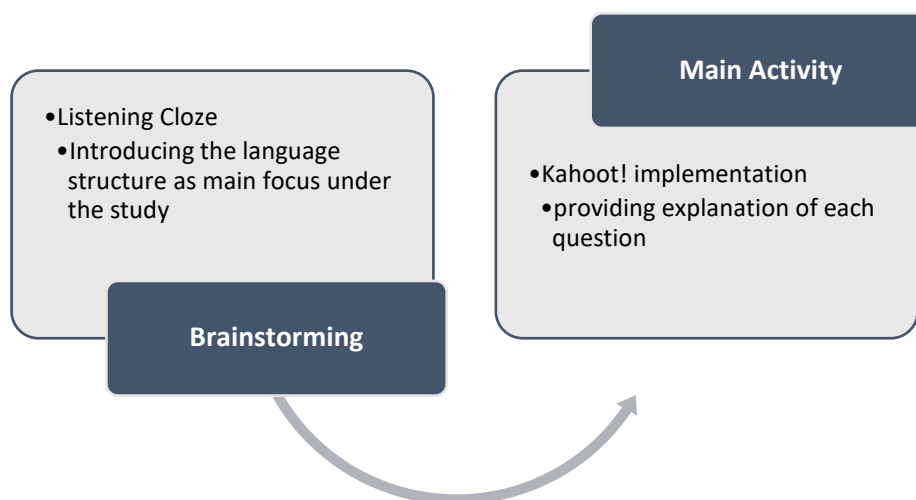 •Listening Cloze
•Introducing the language
structure as main focus under
the study
Brainstorming
Main Activity
•Kahoot! implementation
•providing explanation of each
question